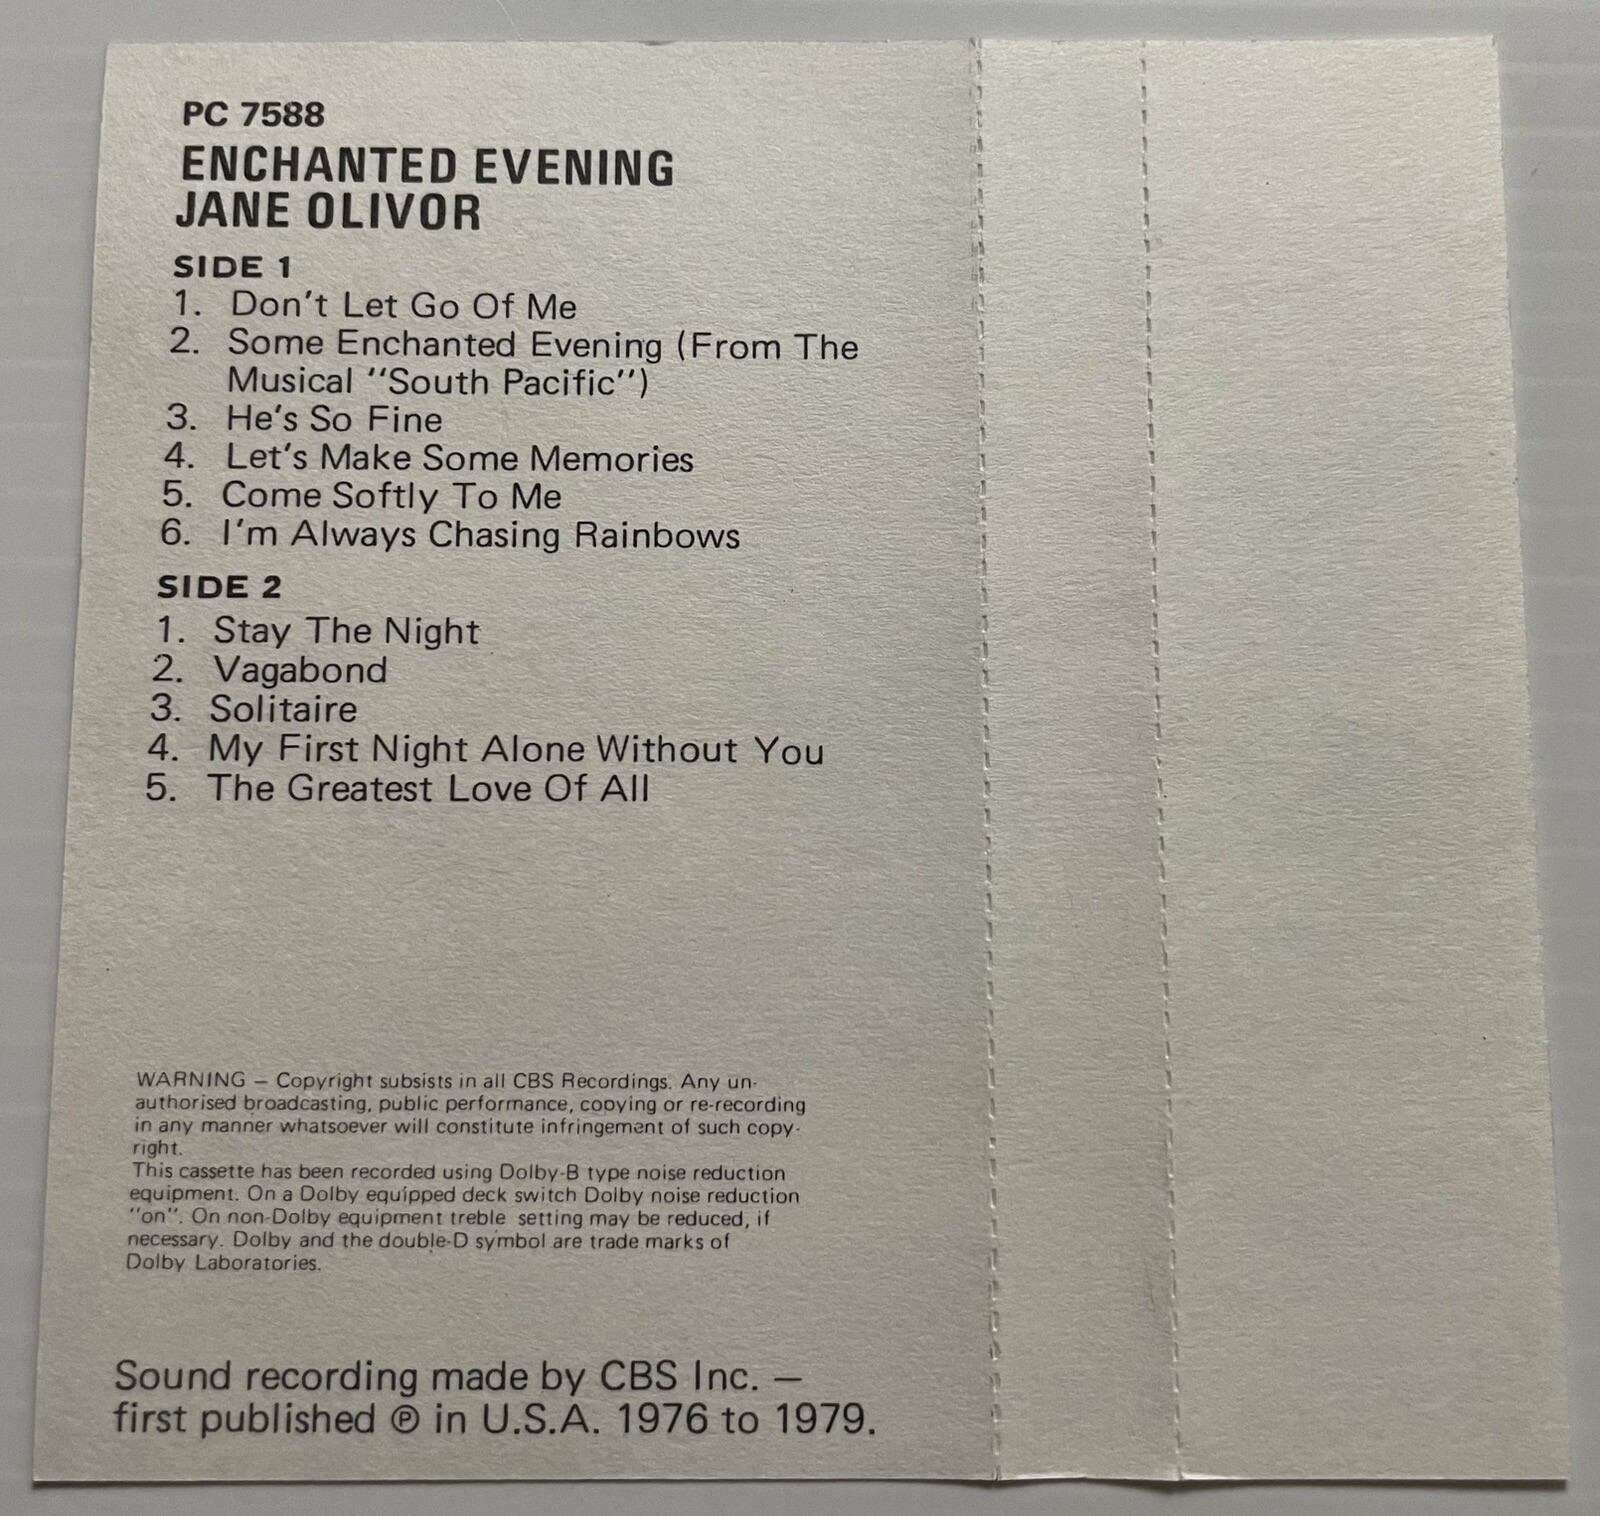 PC 7588
ENCHANTED EVENING
JANE OLIVOR
SIDE 1
1. Don't Let Go Of Me
2. Some Enchanted Evening (From The
Musical "South Pacific")
3. He's So Fine
4. Let's Make Some Memories
5. Come Softly To Me
6. I'm Always Chasing Rainbows
SIDE 2
1. Stay The Night
2. Vagabond
3. Solitaire
4. My First Night Alone Without You
5. The Greatest Love Of All
WARNING – Copyright subsists in all CBS Recordings. Any un-
authorised broadcasting, public performance, copying or re-recording
in any manner whatsoever will constitute infringement of such copy-
right.
This cassette has been recorded using Dolby-B type noise reduction
equipment. On a Dolby equipped deck switch Dolby noise reduction
"on". On non-Dolby equipment treble setting may be reduced, if
necessary. Dolby and the double-D symbol are trade marks of
Dolby Laboratories.
Sound recording made by CBS Inc. –
first published ℗ in U.S.A. 1976 to 1979.